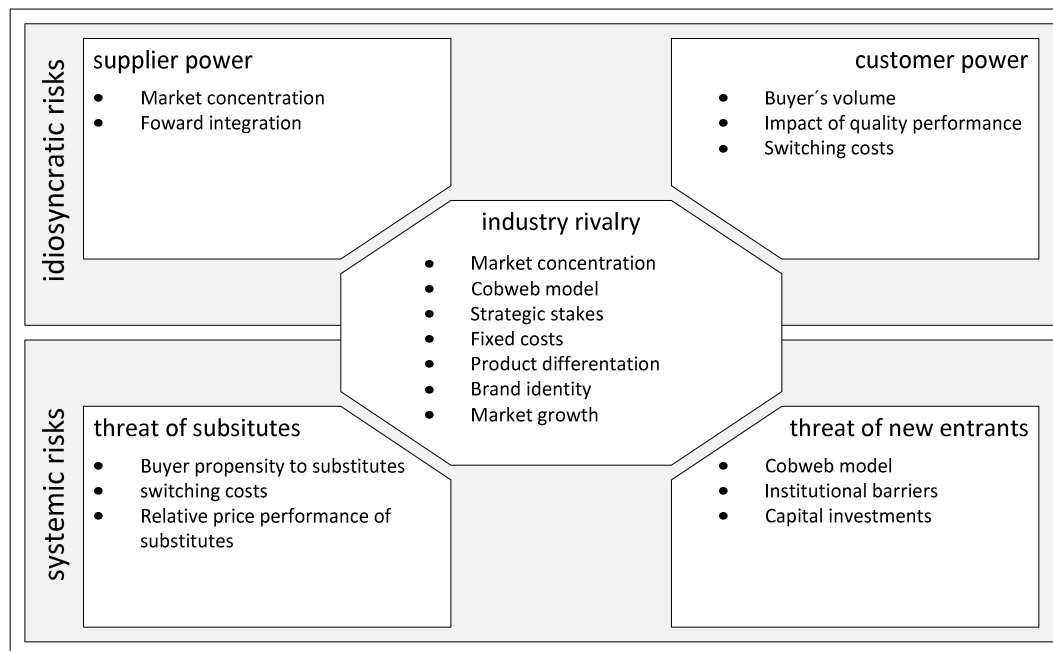 idiosyncratic risks
supplier power
● Market concentration
● Foward integration
customer power
● Buyer´s volume
● Impact of quality performance
● Switching costs
industry rivalry
● Market concentration
● Cobweb model
● Strategic stakes
● Fixed costs
● Product differentation
● Brand identity
● Market growth
systemic risks
threat of subsitutes
● Buyer propensity to substitutes
● switching costs
● Relative price performance of
substitutes
threat of new entrants
● Cobweb model
● Institutional barriers
● Capital investments